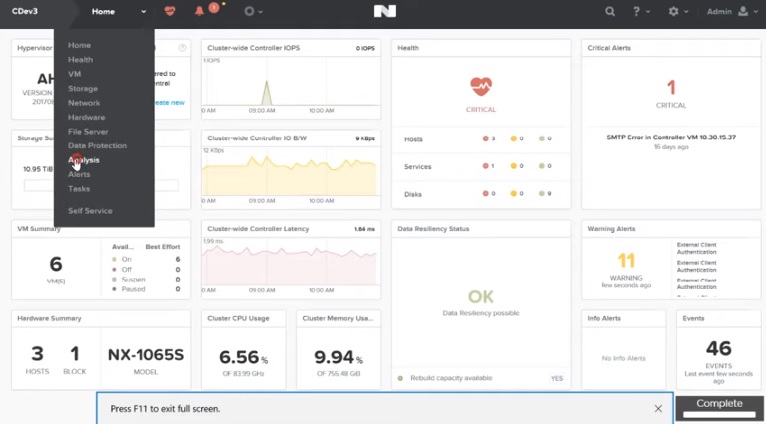 CDev3
Home
1
N
?
Admin
Hypervisor
AH
VERSION
2017
ered to
ntral
eate new
Home
Health
VM
Storage
Network
Hardware
File Server
Data Protection
Analysis
Alerts
Tasks
Self Service
Storage Su
10.95 TiB
Cluster-wide Controller IOPS
0 IOPS
1 IOPS
09:00 AM
10:00 AM
Cluster-wide Controller IO B/W
9 KBps
12 KBps
09:00 AM
10:00 AM
Health
CRITICAL
Hosts
3
0
0
Services
1
0
0
Disks
0
0
9
Critical Alerts
1
CRITICAL
SMTP Error in Controller VM 10.30.15.37
16 days ago
VM Summary
6
VM(S)
Avail...
Best Effort
On
6
Off
0
Suspen
0
Paused
0
Cluster-wide Controller Latency
1.84 ms
1.99 ms
09:00 AM
10:00 AM
Data Resiliency Status
OK
Data Resiliency possible
Rebuild capacity available
YES
Warning Alerts
11
WARNING
few seconds ago
External Client
Authentication
External Client
Authentication
External Client
Authentication
Hardware Summary
3
HOSTS
1
BLOCK
NX-1065S
MODEL
Cluster CPU Usage
6.56 %
OF 83.99 GHz
Cluster Memory Usa...
9.94 %
OF 755.48 GiB
Info Alerts
No Info Alerts
Events
46
EVENTS
Last event few seconds
ago
Press F11 to exit full screen.
Complete